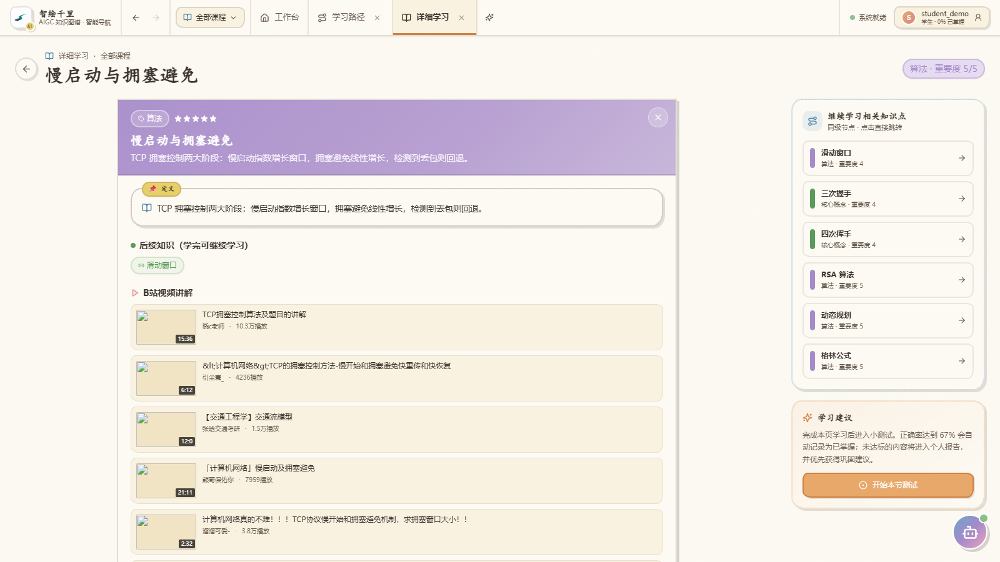 智绘千里
AIGC 知识图谱 · 智能导航
AI
全部课程
工作台
学习路径
详细学习
系统就绪
S
student_demo
学生 · 0% 已掌握
详细学习 · 全部课程
慢启动与拥塞避免
算法 · 重要度 5/5
算法
慢启动与拥塞避免
TCP 拥塞控制两大阶段：慢启动指数增长窗口，拥塞避免线性增长，检测到丢包则回退。
定义
TCP 拥塞控制两大阶段：慢启动指数增长窗口，拥塞避免线性增长，检测到丢包则回退。
后续知识（学完可继续学习）
滑动窗口
B站视频讲解
TCP拥塞控制算法及题目的讲解
晓c老师 · 10.3万播放
15:36
&lt;计算机网络&gt;TCP的拥塞控制方法-慢开始和拥塞避免快重传和快恢复
引尘寰_ · 4236播放
6:12
【交通工程学】交通流模型
张晗交通考研 · 1.5万播放
12:0
「计算机网络」慢启动及拥塞避免
熊哥保佑你 · 7959播放
21:11
计算机网络真的不难！！！TCP协议慢开始和拥塞避免机制，求拥塞窗口大小！！
溜溜可爱- · 3.8万播放
2:32
继续学习相关知识点
同级节点 · 点击直接跳转
滑动窗口
算法 · 重要度 4
三次握手
核心概念 · 重要度 4
四次挥手
核心概念 · 重要度 4
RSA 算法
算法 · 重要度 5
动态规划
算法 · 重要度 5
格林公式
算法 · 重要度 5
学习建议
完成本页学习后进入小测试。正确率达到 67% 会自
动记录为已掌握；未达标的内容将进入个人报告，
并优先获得巩固建议。
开始本节测试